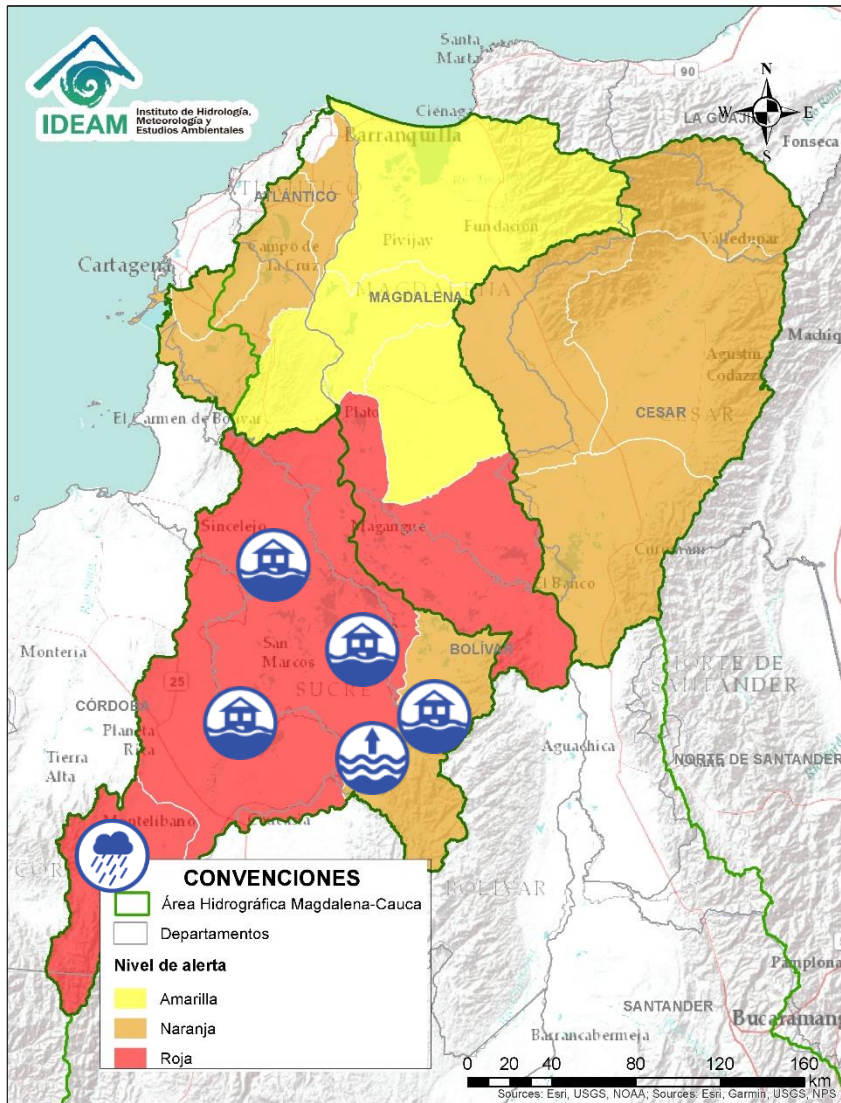 IDEAM
Instituto de Hidrología,
Meteorología y
Estudios Ambientales
Santa
Marta
90
N
W
E
S
LA GUAJI
Fonseca
Ciénaga
Barranquilla
ATLÁNTICO
Campo de
la Cruz
Pivijay
Fundación
Valledupar
Cartagena
MAGDALENA
Machiq
Agustín
Codazzi
El Carmen de Bolívar
Plato
CESAR
CESAR
Sincelejo
Magangué
El Banco
Montería
San
Marcos
BOLÍVAR
SUCRE
NORTE DE
SANTANDER
25
CÓRDOBA
Planeta
Rica
Tierra
Alta
Aguachica
NORTE DE SANTANDER
Montelíbano
Caucasia
BOLÍVAR
CONVENCIONES
Área Hidrográfica Magdalena-Cauca
Departamentos
Nivel de alerta
Amarilla
Naranja
Roja
Pamplona
SANTANDER
Bucaramang
Barrancabermeja
0 20 40 80 120 160
km
Sources: Esri, USGS, NOAA; Sources: Esri, Garmin, USGS, NPS